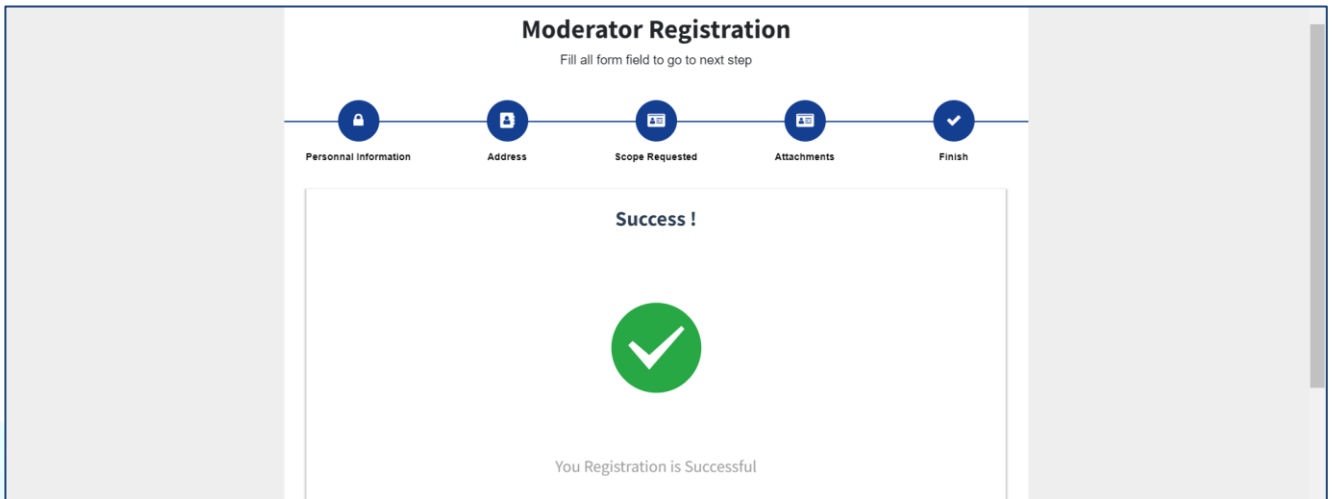 Moderator Registration
Fill all form field to go to next step
Personnal Information Address Scope Requested Attachments Finish
Success !
You Registration is Successful